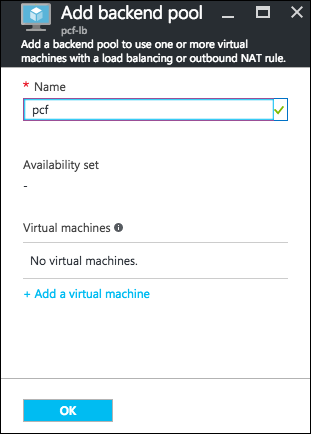 Add backend pool
pcf-lb
Add a backend pool to use one or more virtual
machines with a load balancing or outbound NAT rule.
* Name
pcf
Availability set
-
Virtual machines
No virtual machines.
+ Add a virtual machine
OK